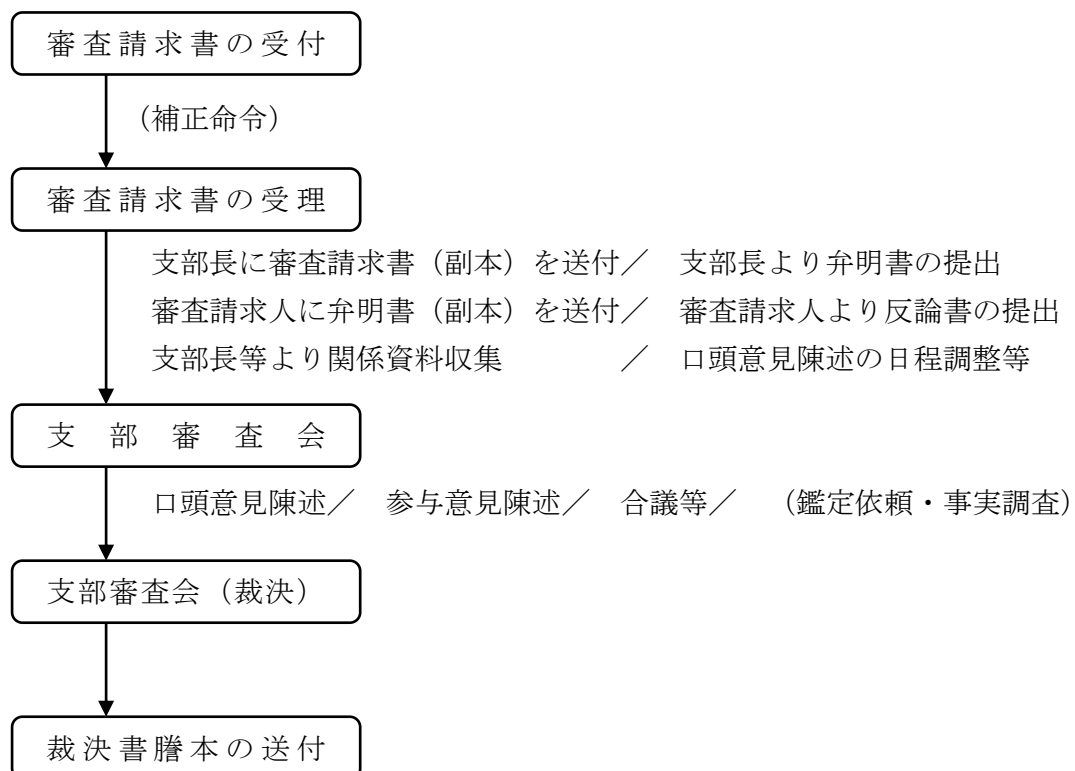 審査請求書の受付
(補正命令)
審査請求書の受理
支部長に審査請求書（副本）を送付／　支部長より弁明書の提出
審査請求人に弁明書（副本）を送付／　審査請求人より反論書の提出
支部長等より関係資料収集　　　　／　口頭意見陳述の日程調整等
支　部　審　査　会
口頭意見陳述／　参与意見陳述／　合議等／　（鑑定依頼・事実調査）
支部審査会（裁決）
裁決書謄本の送付